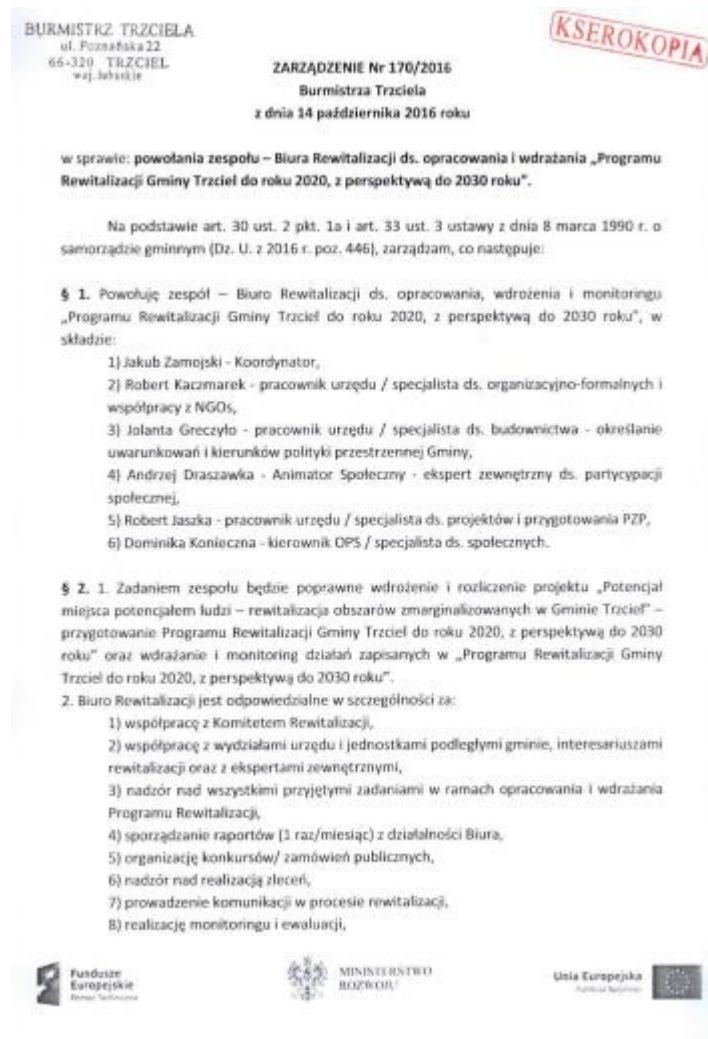 BURMISTRZ TRZCIELA
ul. Poznańska 22
66-320 TRZCIEL
woj. lubuskie
KSEROKOPIA
ZARZĄDZENIE Nr 170/2016
Burmistrza Trzciela
z dnia 14 października 2016 roku
w sprawie: powołania zespołu – Biura Rewitalizacji ds. opracowania i wdrażania „Programu
Rewitalizacji Gminy Trzciel do roku 2020, z perspektywą do 2030 roku”.
Na podstawie art. 30 ust. 2 pkt. 1a i art. 33 ust. 3 ustawy z dnia 8 marca 1990 r. o
samorządzie gminnym (Dz. U. z 2016 r. poz. 446), zarządzam, co następuje:
§ 1. Powołuję zespół – Biuro Rewitalizacji ds. opracowania, wdrożenia i monitoringu
„Programu Rewitalizacji Gminy Trzciel do roku 2020, z perspektywą do 2030 roku”, w
składzie:
1) Jakub Zamojski - Koordynator,
2) Robert Kaczmarek - pracownik urzędu / specjalista ds. organizacyjno-formalnych i
współpracy z NGOs,
3) Jolanta Greczyło - pracownik urzędu / specjalista ds. budownictwa - określanie
uwarunkowań i kierunków polityki przestrzennej Gminy,
4) Andrzej Draszawka - Animator Społeczny - ekspert zewnętrzny ds. partycypacji
społecznej,
5) Robert Jaszka - pracownik urzędu / specjalista ds. projektów i przygotowania PZP,
6) Dominika Konieczna - kierownik OPS / specjalista ds. społecznych.
§ 2. 1. Zadaniem zespołu będzie poprawne wdrożenie i rozliczenie projektu „Potencjał
miejsca potencjałem ludzi – rewitalizacja obszarów zmarginalizowanych w Gminie Trzciel” –
przygotowanie Programu Rewitalizacji Gminy Trzciel do roku 2020, z perspektywą do 2030
roku” oraz wdrażanie i monitoring działań zapisanych w „Programu Rewitalizacji Gminy
Trzciel do roku 2020, z perspektywą do 2030 roku”.
2. Biuro Rewitalizacji jest odpowiedzialne w szczególności za:
1) współpracę z Komitetem Rewitalizacji,
2) współpracę z wydziałami urzędu i jednostkami podległymi gminie, interesariuszami
rewitalizacji oraz z ekspertami zewnętrznymi,
3) nadzór nad wszystkimi przyjętymi zadaniami w ramach opracowania i wdrażania
Programu Rewitalizacji,
4) sporządzanie raportów (1 raz/miesiąc) z działalności Biura,
5) organizację konkursów/ zamówień publicznych,
6) nadzór nad realizacją zleceń,
7) prowadzenie komunikacji w procesie rewitalizacji,
8) realizację monitoringu i ewaluacji,
Fundusze
Europejskie
Pomoc Techniczna
MINISTERSTWO
ROZWOJU
Unia Europejska
Fundusz Spójności